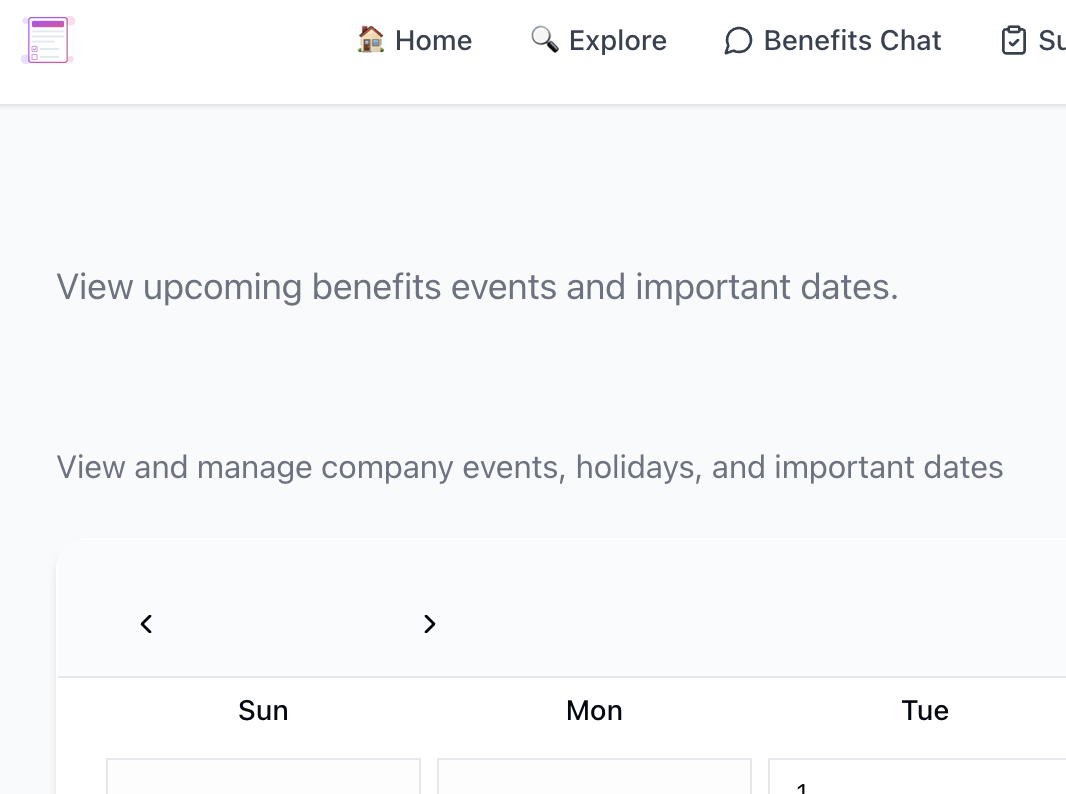 Home Explore Benefits Chat Su
View upcoming benefits events and important dates.
View and manage company events, holidays, and important dates
Sun Mon Tue
1